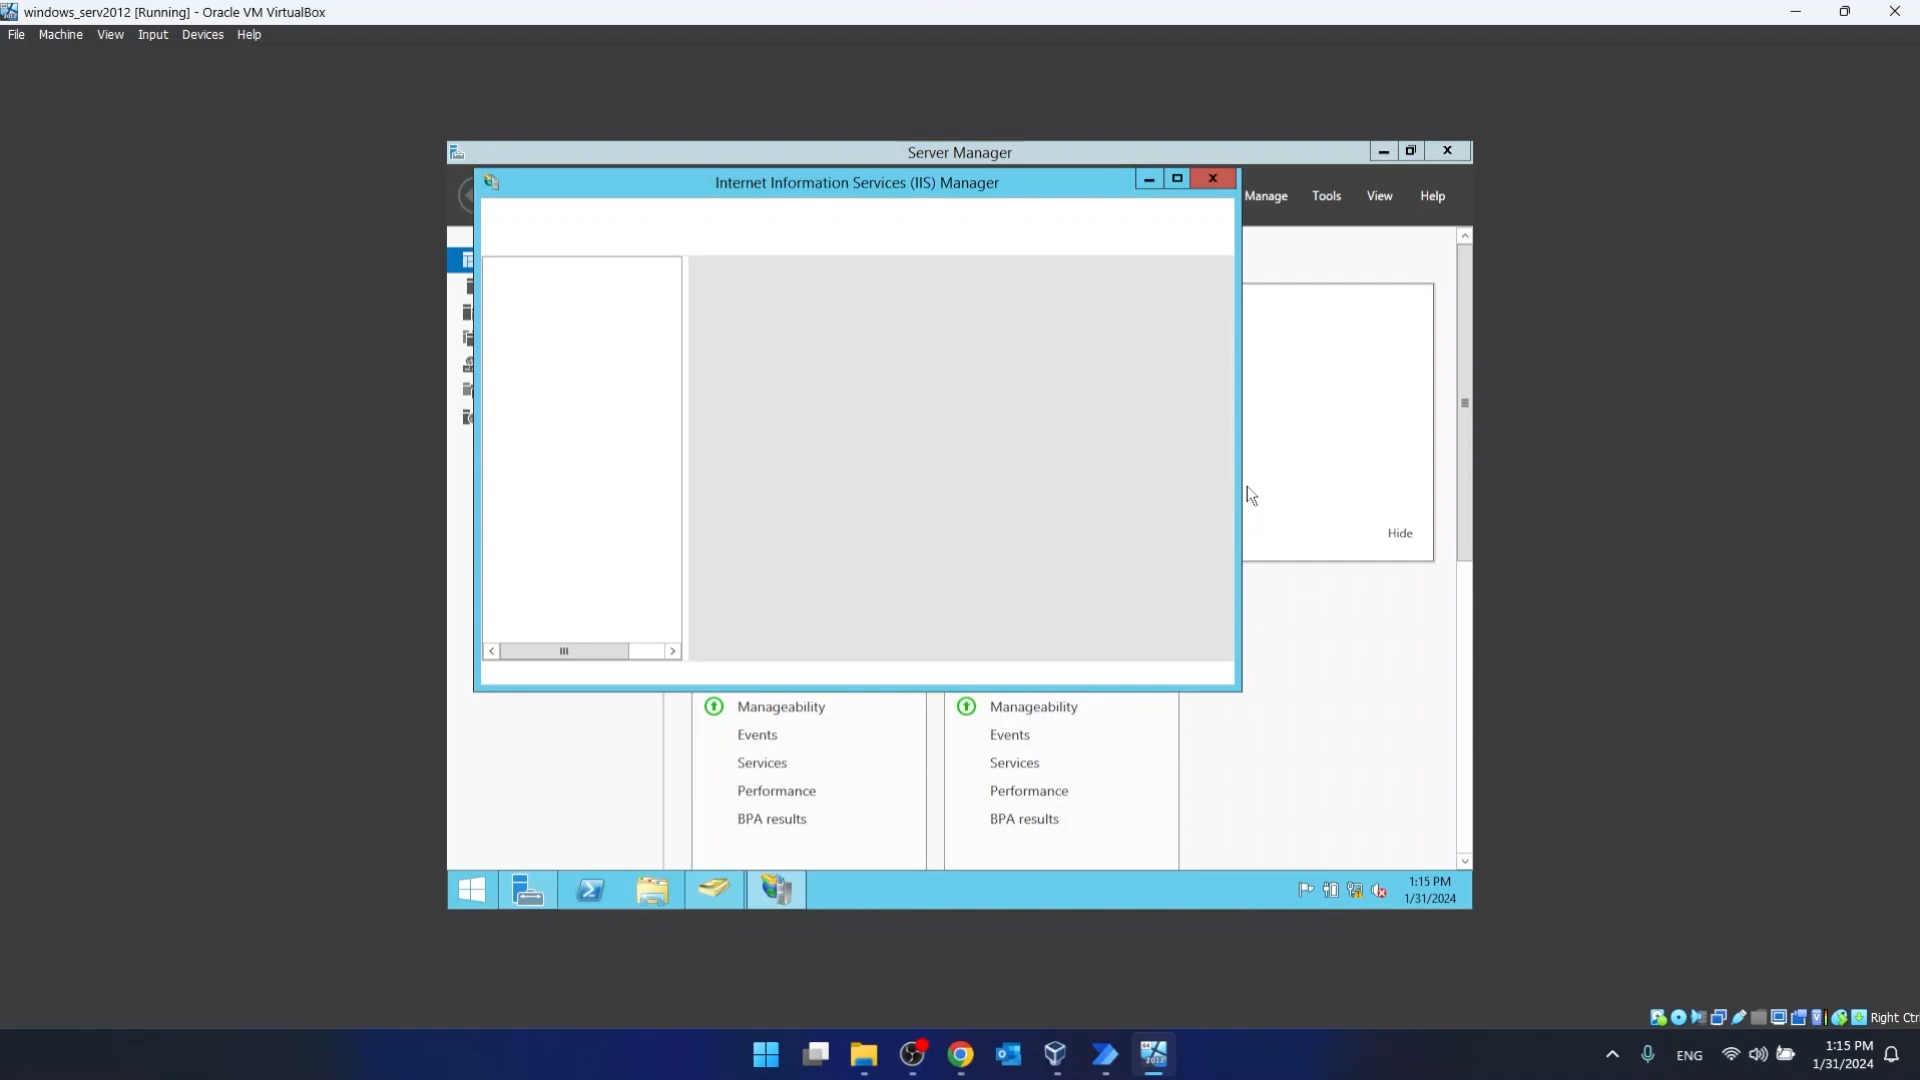 windows_serv2012 [Running] - Oracle VM VirtualBox
File Machine View Input Devices Help
Server Manager
Internet Information Services (IIS) Manager
Manage Tools View Help
Hide
Manageability
Events
Services
Performance
BPA results
Manageability
Events
Services
Performance
BPA results
1:15 PM
1/31/2024
Right Ctr
ENG
1:15 PM
1/31/2024